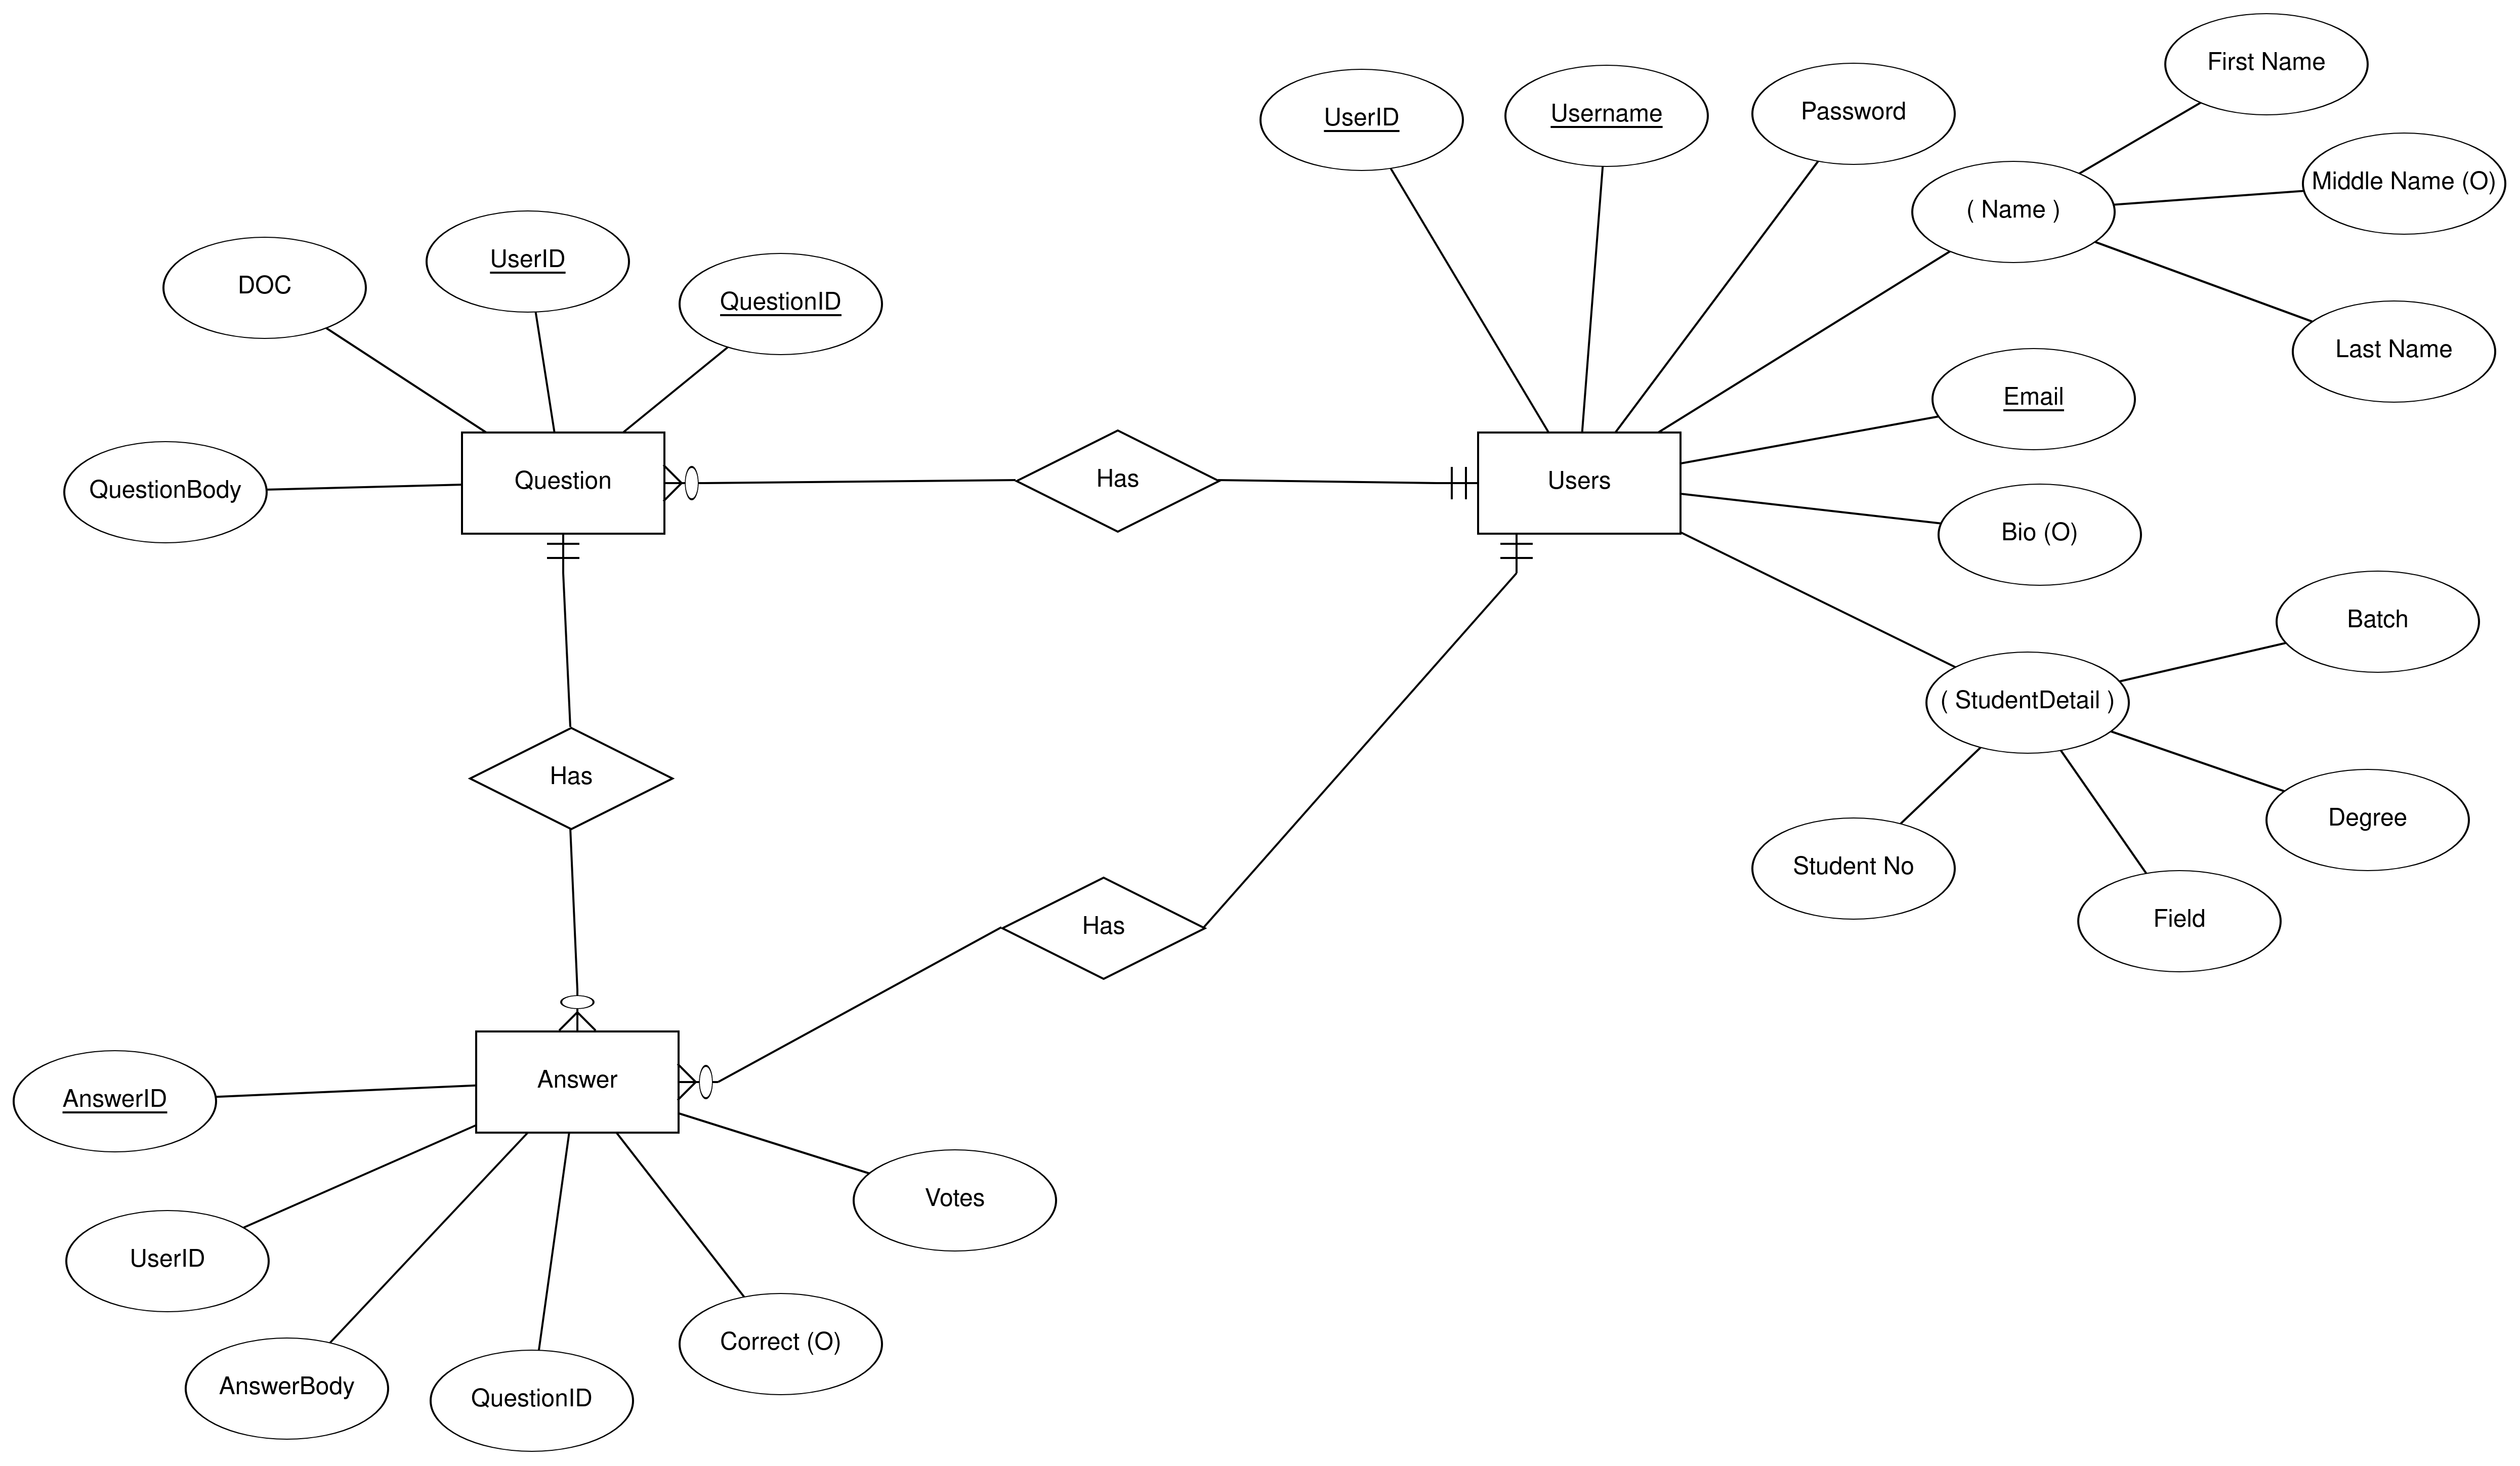 First Name
UserID
Username
Password
Middle Name (O)
( Name )
DOC
UserID
QuestionID
Last Name
Email
QuestionBody
Question
Has
Users
Bio (O)
Batch
( StudentDetail )
Has
Degree
Student No
Has
Field
AnswerID
Answer
Votes
UserID
Correct (O)
AnswerBody
QuestionID